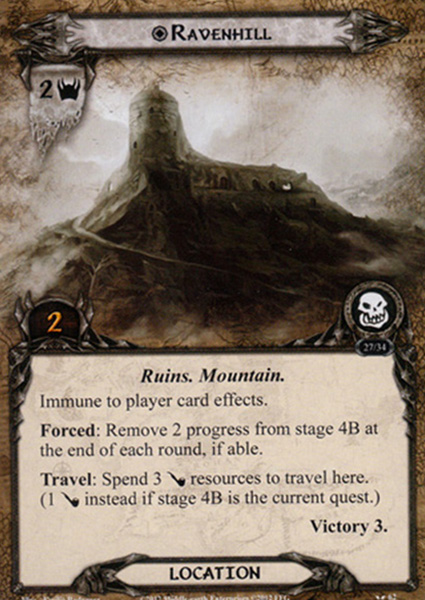 RAVENHILL
2
2
27/34
Ruins. Mountain.
Immune to player card effects.
Forced: Remove 2 progress from stage 4B at
the end of each round, if able.
Travel: Spend 3 resources to travel here.
(1 instead if stage 4B is the current quest.)
Victory 3.
LOCATION